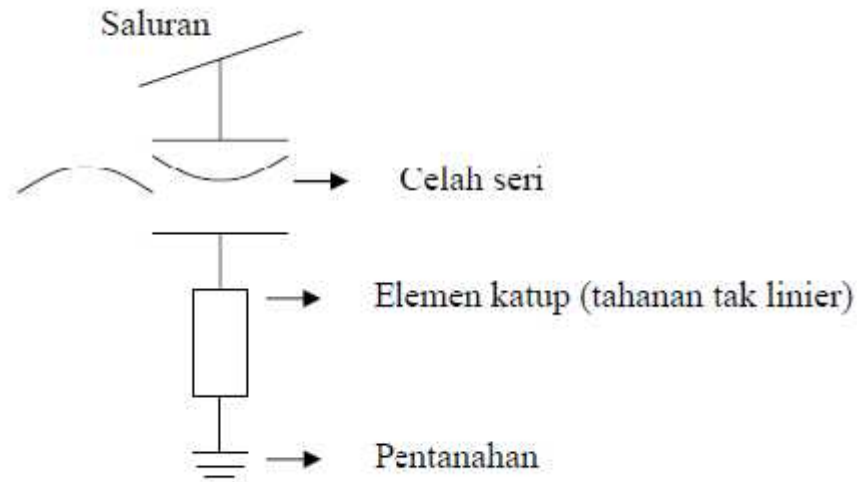 Saluran
Celah seri
Elemen katup (tahanan tak linier)
Pentanahan